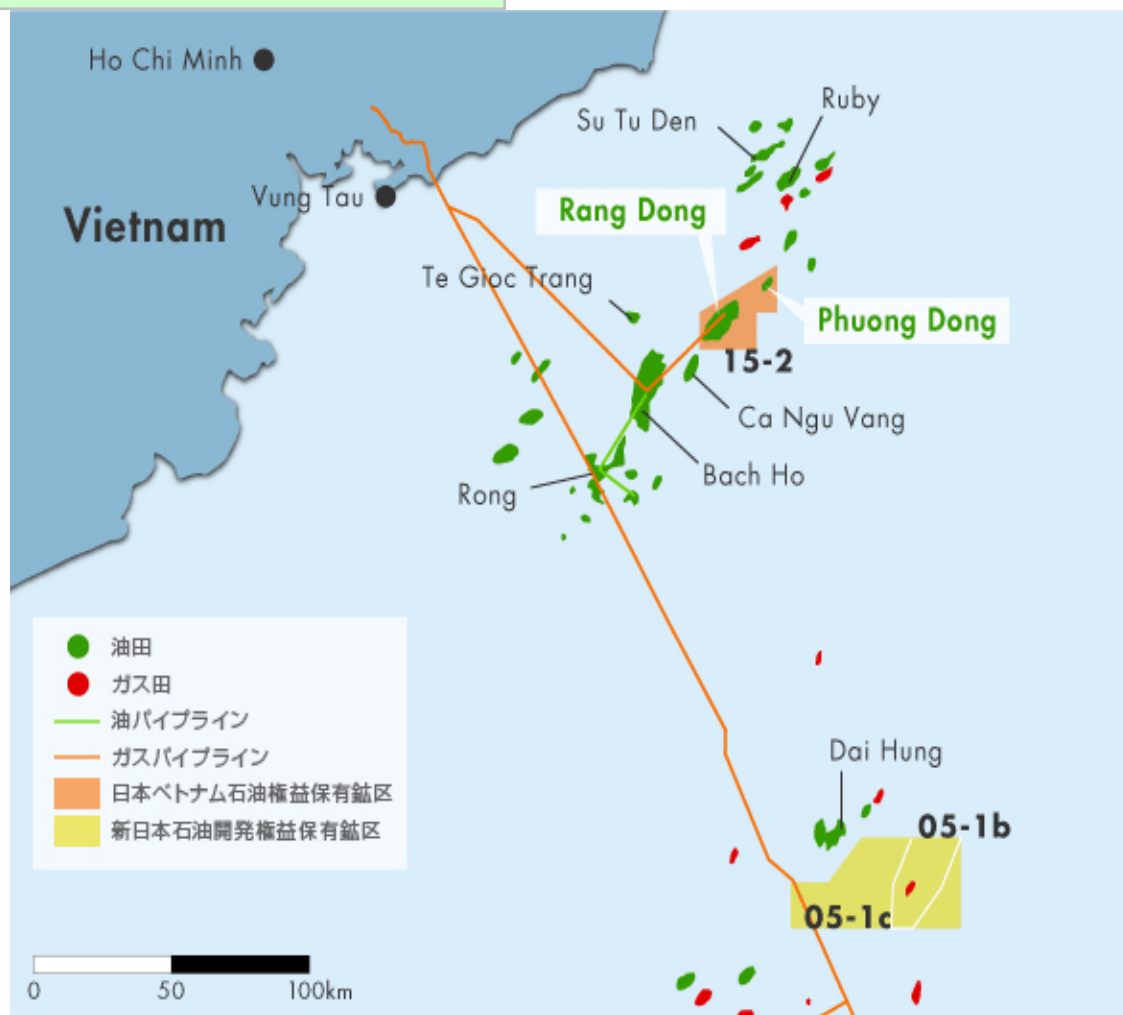 Ho Chi Minh
Ruby
Su Tu Den
Vung Tau
Vietnam
Rang Dong
Te Gioc Trang
Phuong Dong
15-2
Ca Ngu Vang
Bach Ho
Rong
油田
ガス田
油パイプライン
ガスパイプライン
日本ベトナム石油権益保有鉱区
新日本石油開発権益保有鉱区
Dai Hung
05-1b
05-1c
0 50 100km